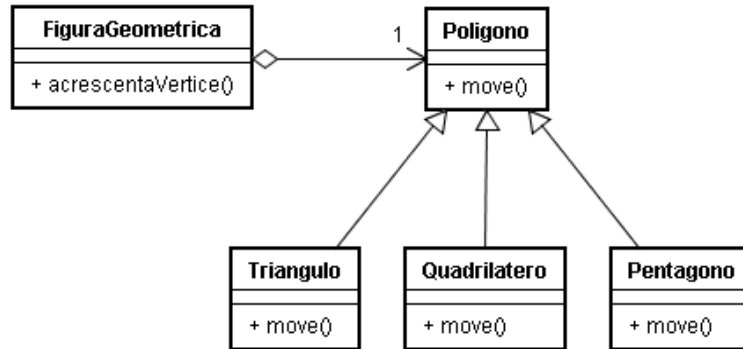 FiguraGeometrica
+ acrescentaVertice()
1
Poligono
+ move()
Triangulo
+ move()
Quadrilatero
+ move()
Pentagono
+ move()